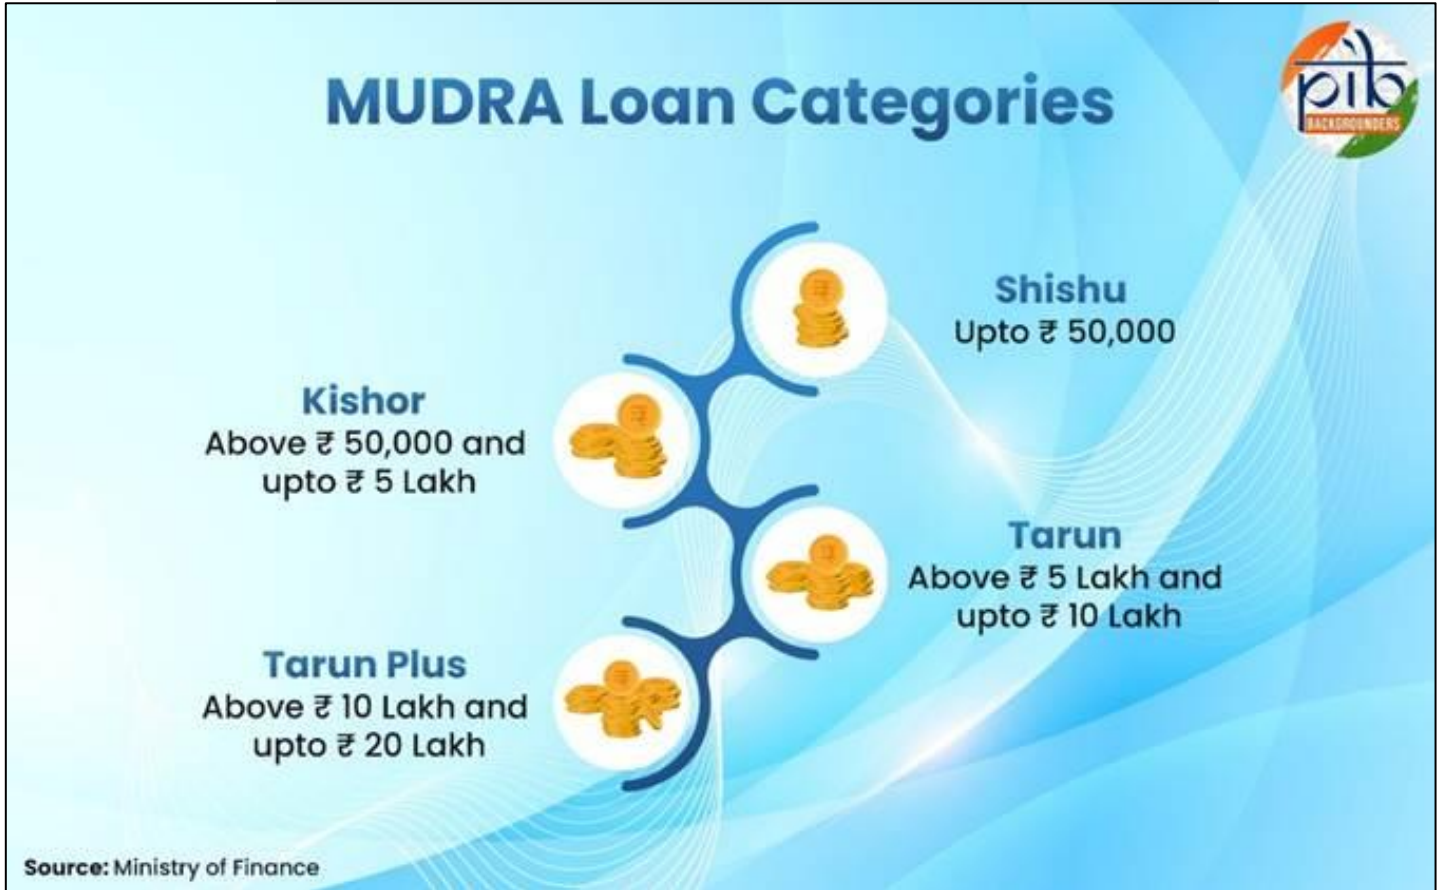 MUDRA Loan Categories
pib
BACKGROUNDERS
Shishu
Upto ₹ 50,000
Kishor
Above ₹ 50,000 and
upto ₹ 5 Lakh
Tarun
Above ₹ 5 Lakh and
upto ₹ 10 Lakh
Tarun Plus
Above ₹ 10 Lakh and
upto ₹ 20 Lakh
Source: Ministry of Finance